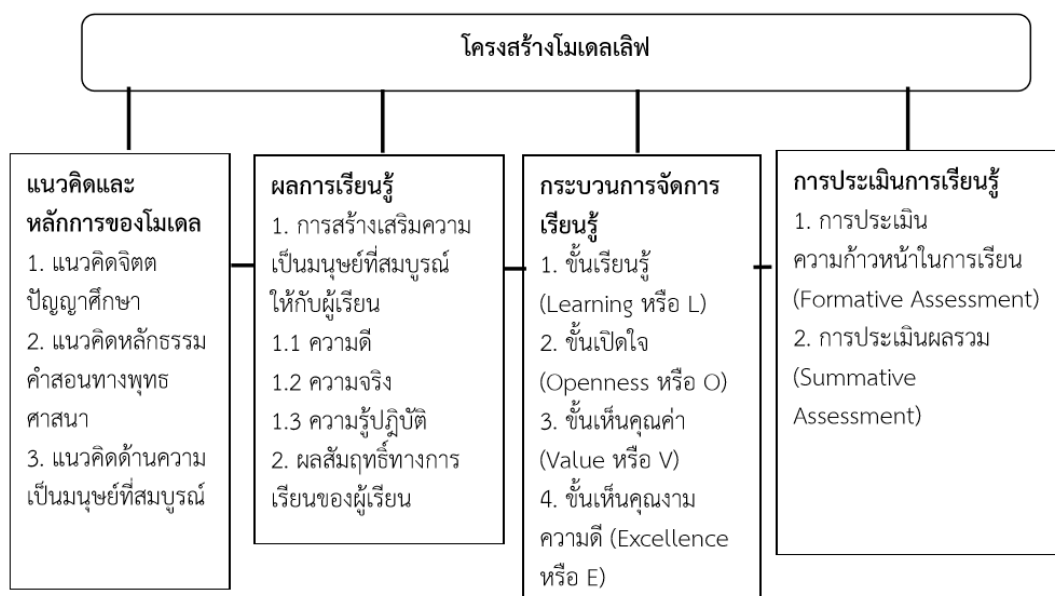 โครงสร้างโมเดลเลิฟ
แนวคิดและ
หลักการของโมเดล
1. แนวคิดจิตต
ปัญญาศึกษา
2. แนวคิดหลักธรรม
คำสอนทางพุทธ
ศาสนา
3. แนวคิดด้านความ
เป็นมนุษย์ที่สมบูรณ์
ผลการเรียนรู้
1. การสร้างเสริมความ
เป็นมนุษย์ที่สมบูรณ์
ให้กับผู้เรียน
1.1 ความดี
1.2 ความจริง
1.3 ความรู้ปฏิบัติ
2. ผลสัมฤทธิ์ทางการ
เรียนของผู้เรียน
กระบวนการจัดการ
เรียนรู้
1. ขั้นเรียนรู้
(Learning หรือ L)
2. ขั้นเปิดใจ
(Openness หรือ O)
3. ขั้นเห็นคุณค่า
(Value หรือ V)
4. ขั้นเห็นคุณงาม
ความดี (Excellence
หรือ E)
การประเมินการเรียนรู้
1. การประเมิน
ความก้าวหน้าในการเรียน
(Formative Assessment)
2. การประเมินผลรวม
(Summative
Assessment)